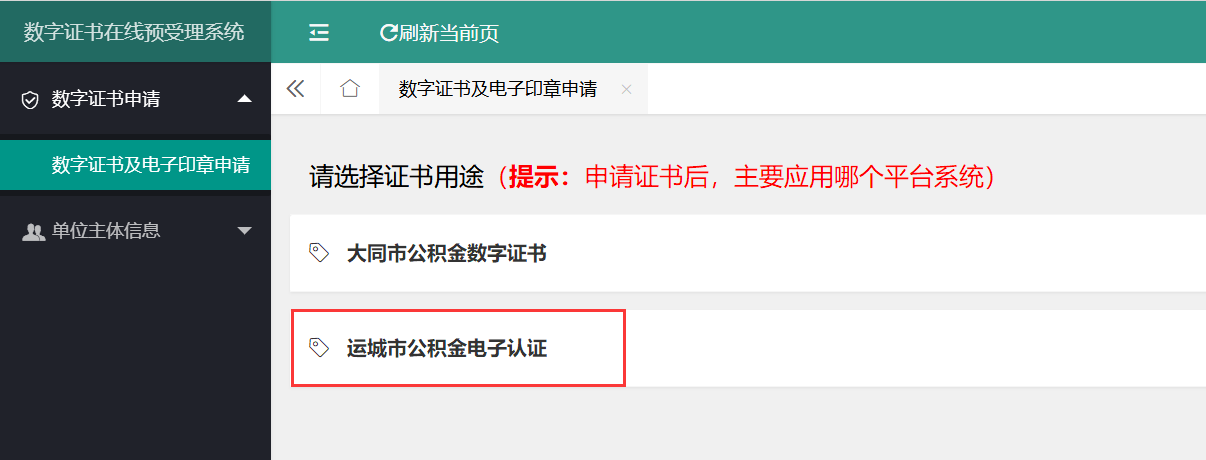 数字证书在线预受理系统
刷新当前页
数字证书申请
数字证书及电子印章申请
单位主体信息
数字证书及电子印章申请
请选择证书用途（提示：申请证书后，主要应用哪个平台系统）
大同市公积金数字证书
运城市公积金电子认证